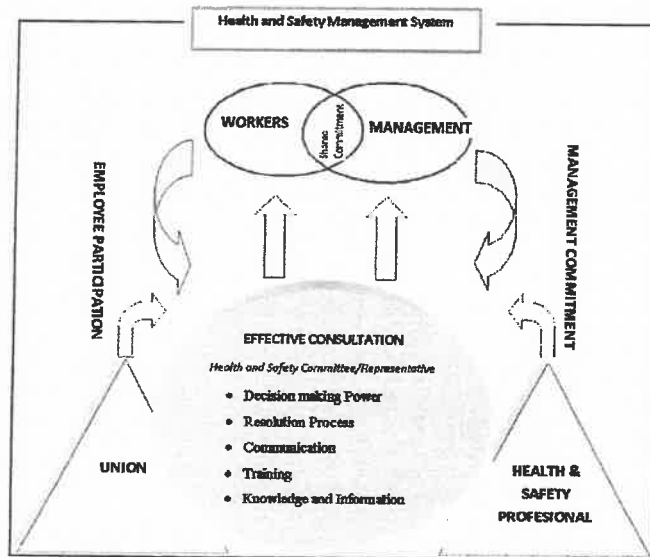 Health and Safety Management System
WORKERS
MANAGEMENT
Shared
Commitment
EMPLOYEE PARTICIPATION
MANAGEMENT COMMITMENT
EFFECTIVE CONSULTATION
Health and Safety Committee/Representative
• Decision making Power
• Resolution Process
• Communication
• Training
• Knowledge and Information
UNION
HEALTH &
SAFETY
PROFESIONAL